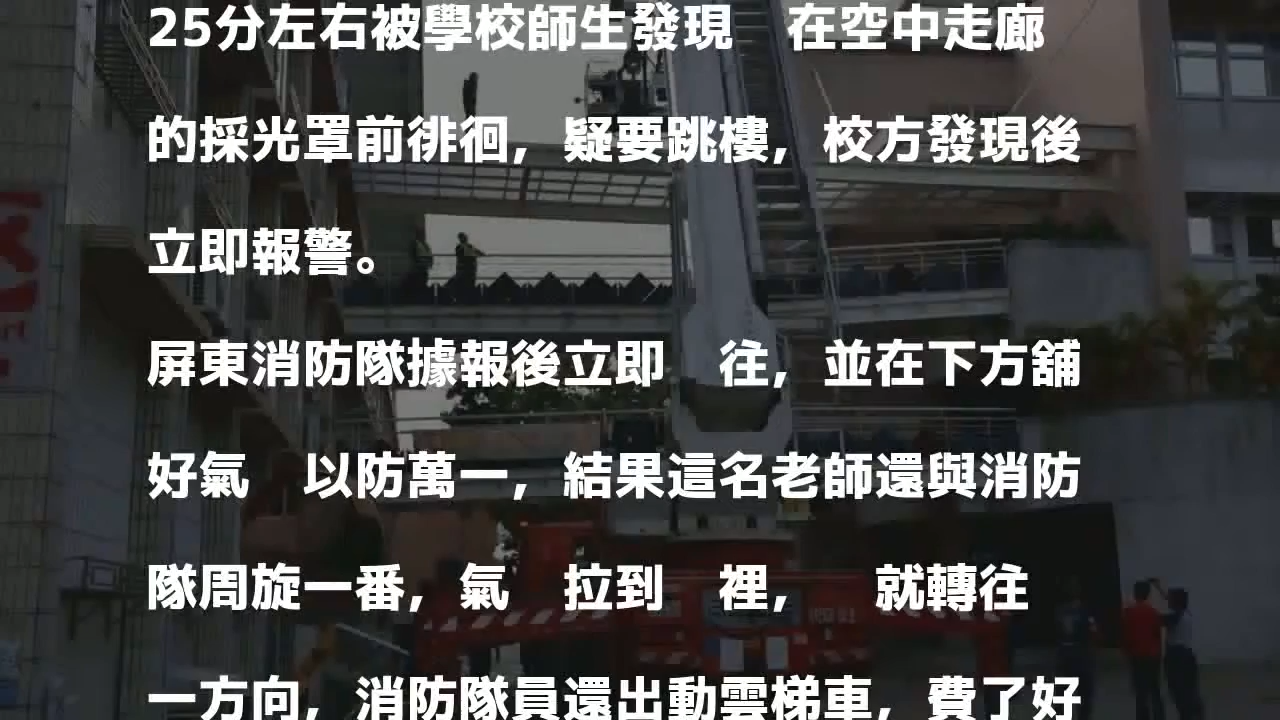 25分左右被學校師生發現　在空中走廊
的採光罩前徘徊，疑要跳樓，校方發現後
立即報警。
屏東消防隊據報後立即　往，並在下方舖
好氣　以防萬一，結果這名老師還與消防
隊周旋一番，氣　拉到　裡，　就轉往
一方向，消防隊員還出動雲梯車，費了好